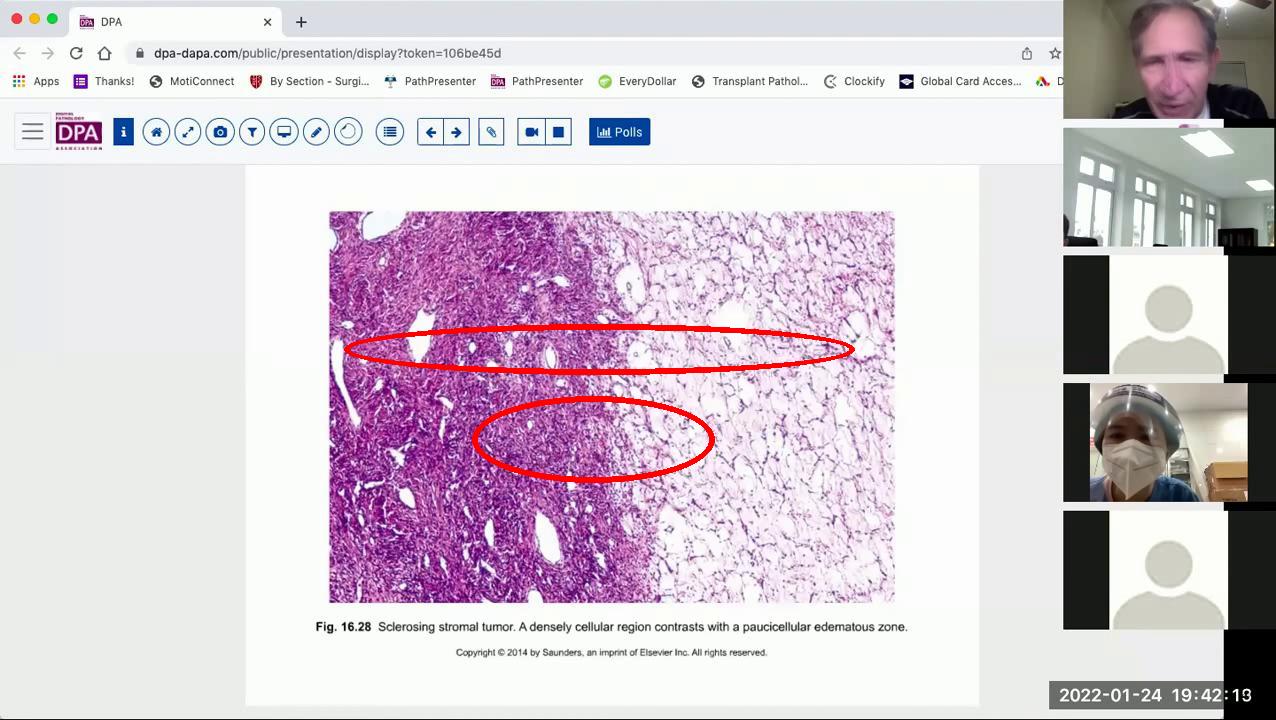 DPA
dpa-dapa.com/public/presentation/display?token=106be45d
Apps Thanks! MotiConnect By Section – Surgi... PathPresenter PathPresenter EveryDollar Transplant Pathol... Clockify Global Card Acces... D
DPA
ASSOCIATION
Polls
Fig. 16.28 Sclerosing stromal tumor. A densely cellular region contrasts with a paucicellular edematous zone.
Copyright © 2014 by Saunders, an imprint of Elsevier Inc. All rights reserved.
2022-01-24 19:42:18